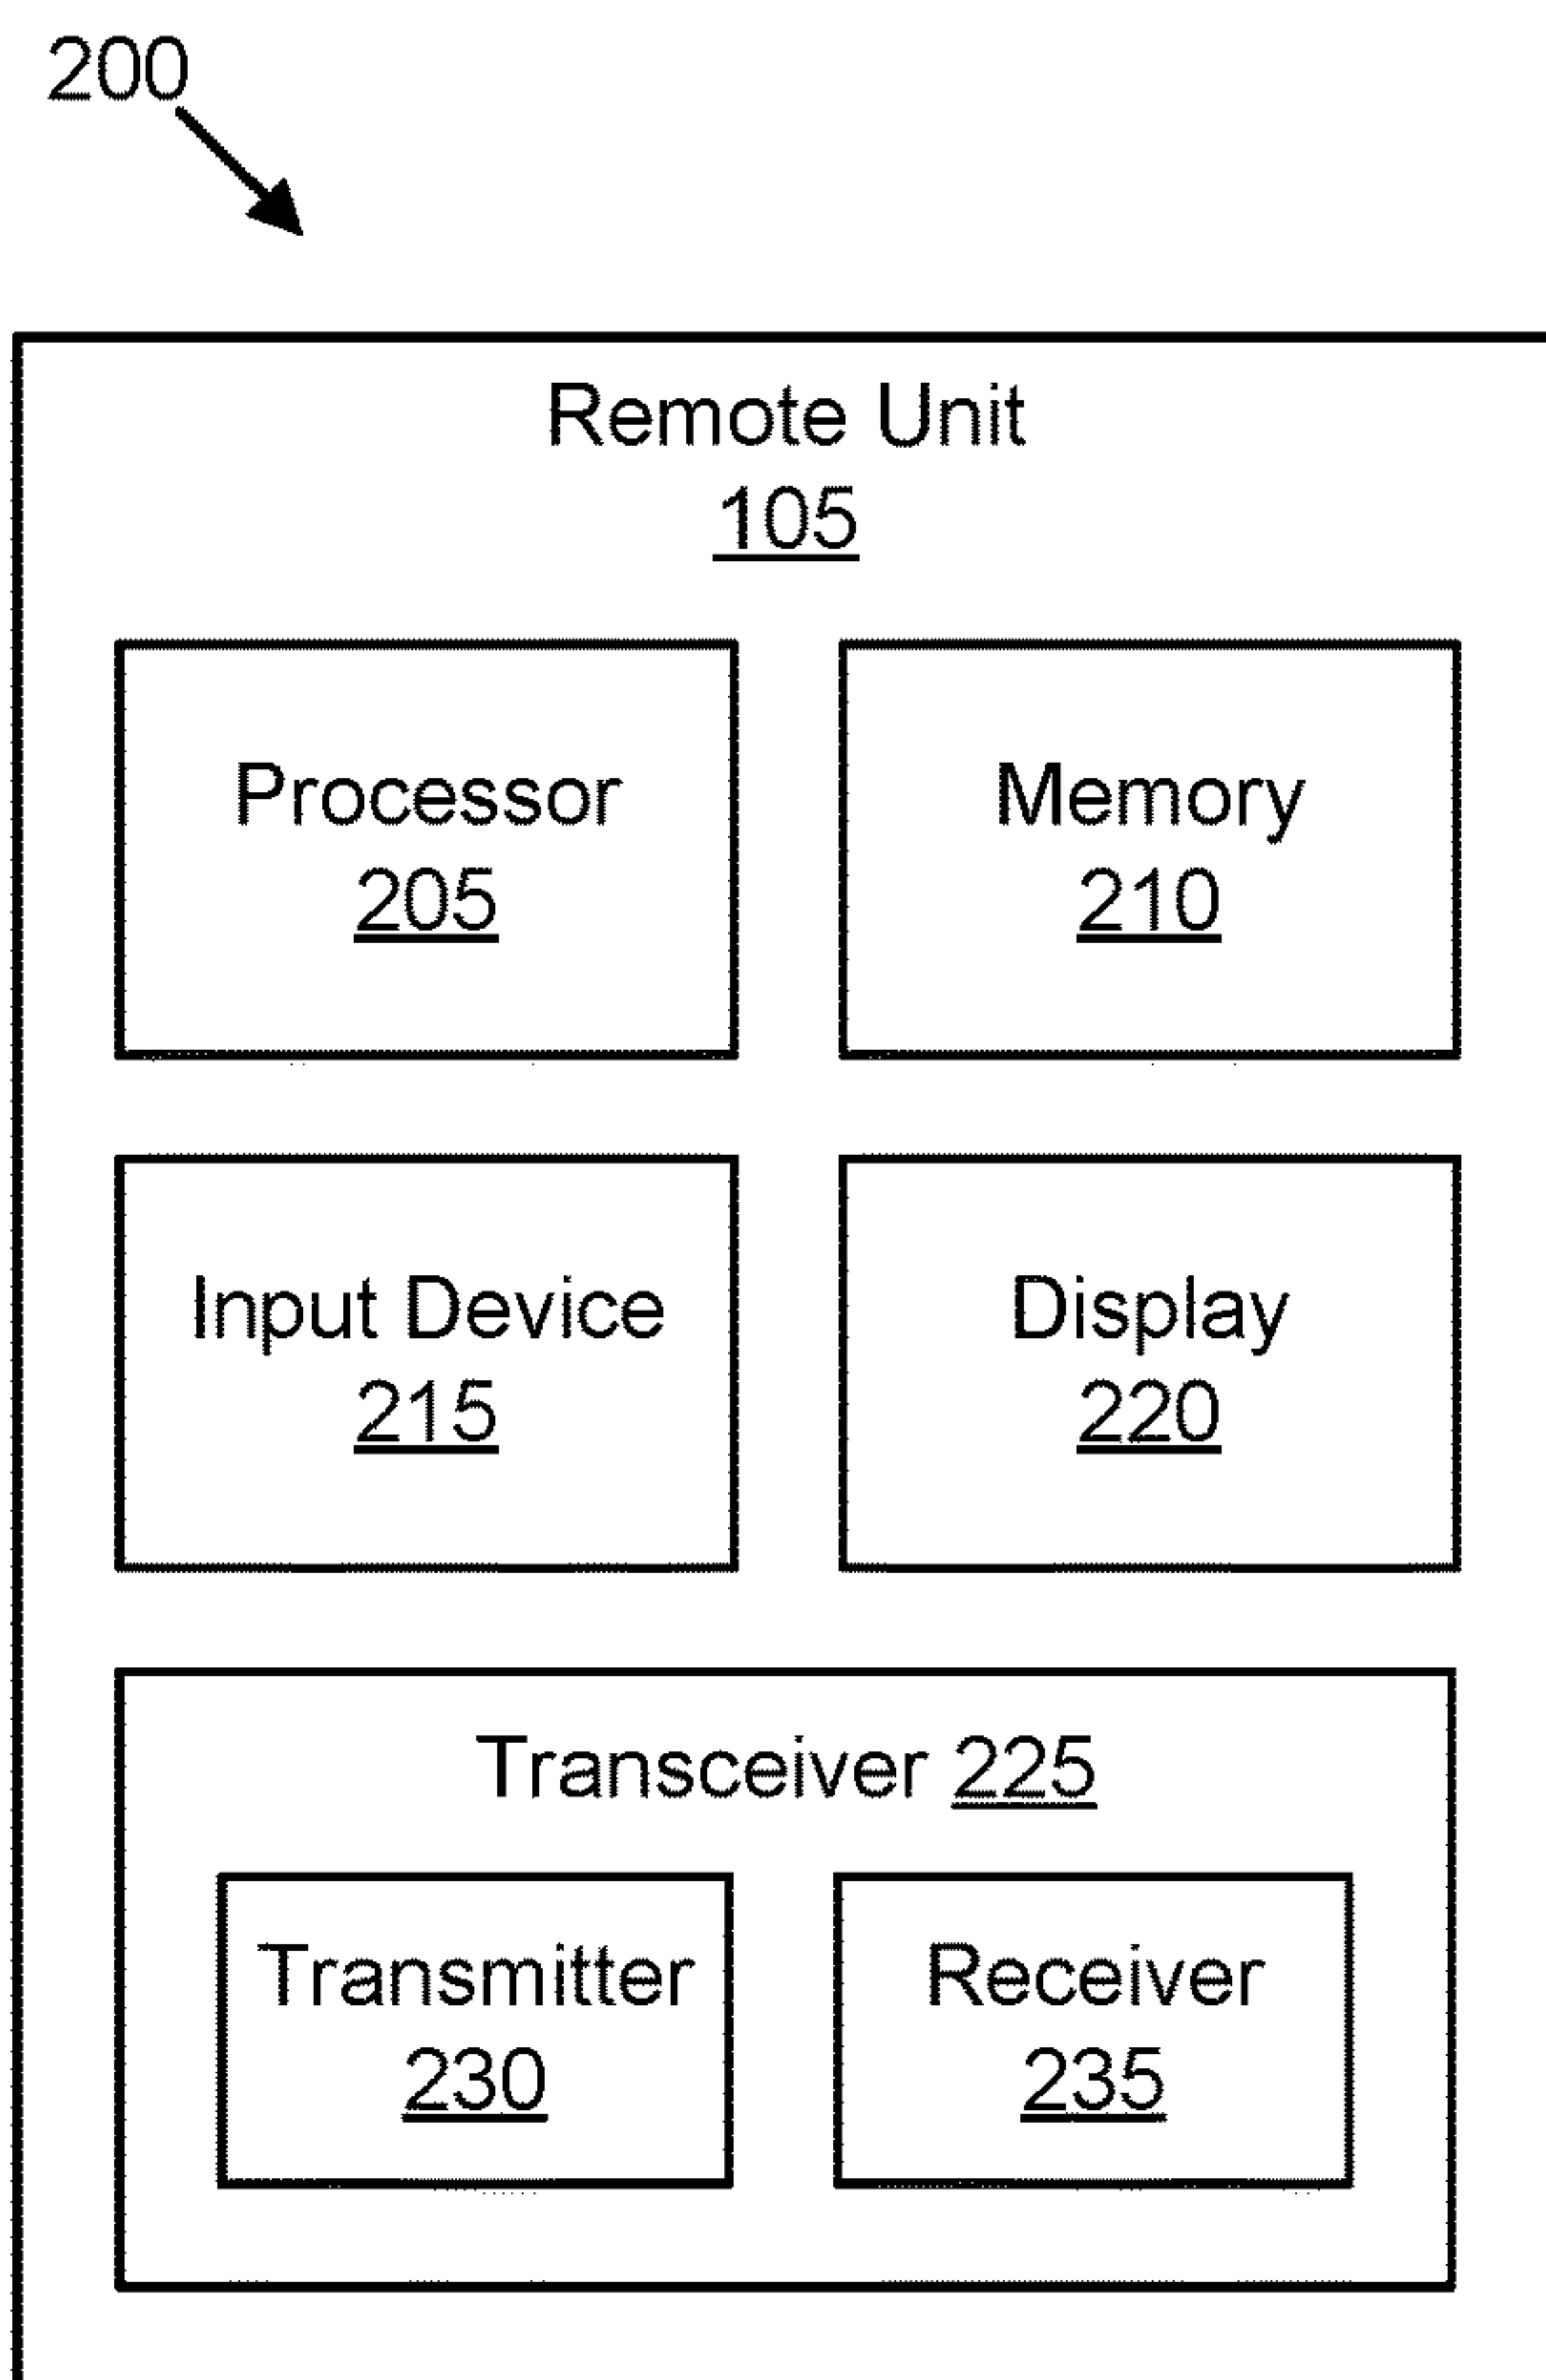 200
Remote Unit
105
Processor
205
Memory
210
Input Device
215
Display
220
Transceiver 225
Transmitter
230
Receiver
235